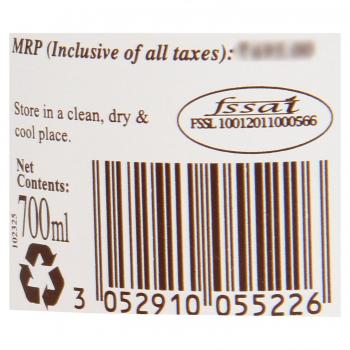 MRP (Inclusive of all taxes):
Store in a clean, dry &
cool place.
fssai
FSSL 10012011000566
Net
Contents:
700ml
102325
3 052910 055226